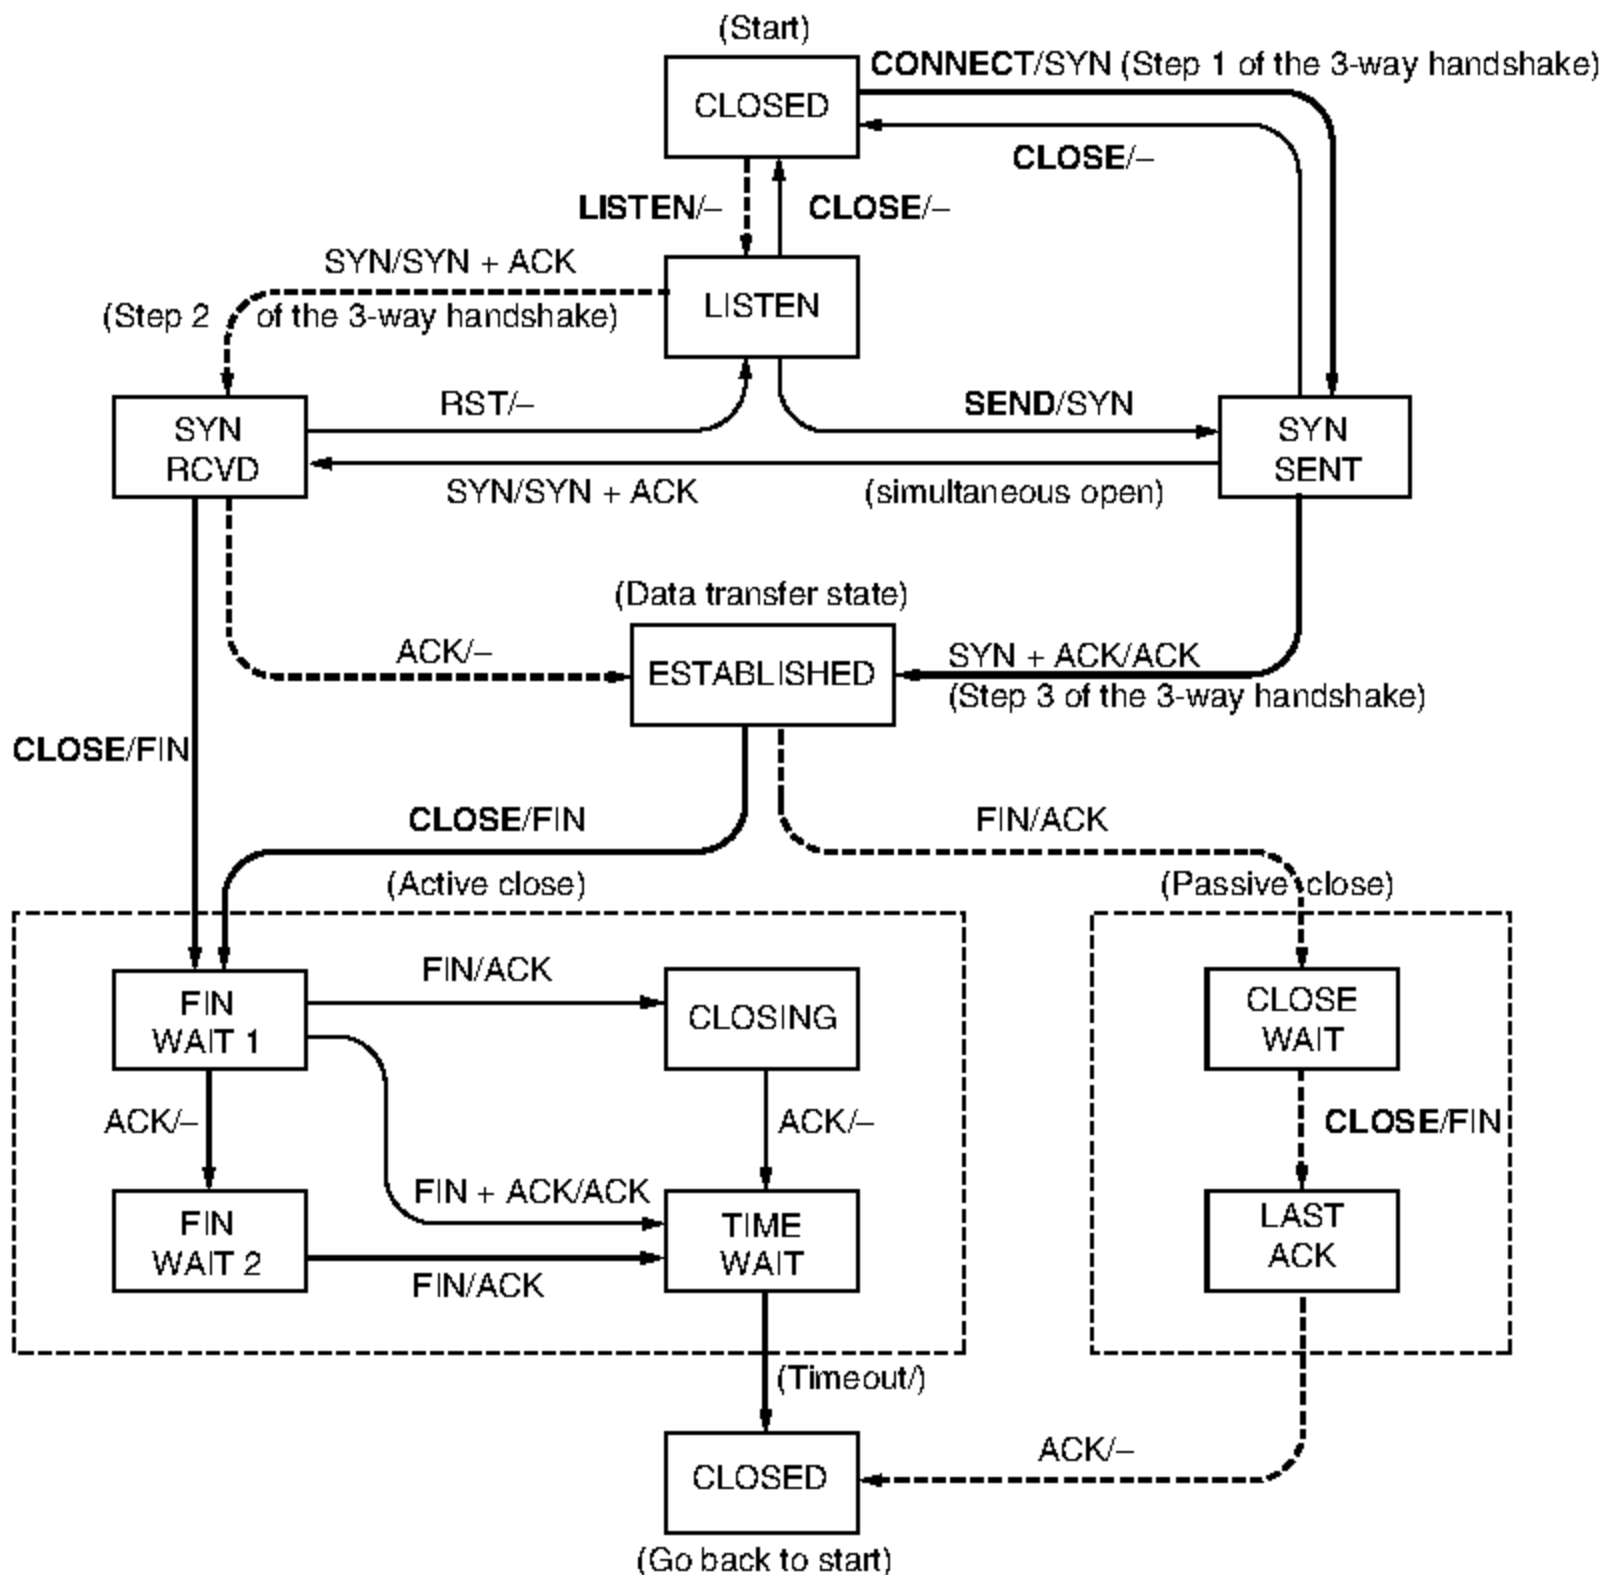 (Start)
CONNECT/SYN (Step 1 of the 3-way handshake)
CLOSED
CLOSE/–
LISTEN/–
CLOSE/–
SYN/SYN + ACK
(Step 2 of the 3-way handshake)
LISTEN
RST/–
SEND/SYN
SYN
RCVD
SYN
SENT
SYN/SYN + ACK
(simultaneous open)
(Data transfer state)
ACK/–
ESTABLISHED
SYN + ACK/ACK
(Step 3 of the 3-way handshake)
CLOSE/FIN
CLOSE/FIN
FIN/ACK
(Active close)
(Passive close)
FIN
WAIT 1
FIN/ACK
CLOSING
CLOSE
WAIT
ACK/–
ACK/–
CLOSE/FIN
FIN
WAIT 2
FIN + ACK/ACK
FIN/ACK
TIME
WAIT
LAST
ACK
(Timeout/)
ACK/–
CLOSED
(Go back to start)